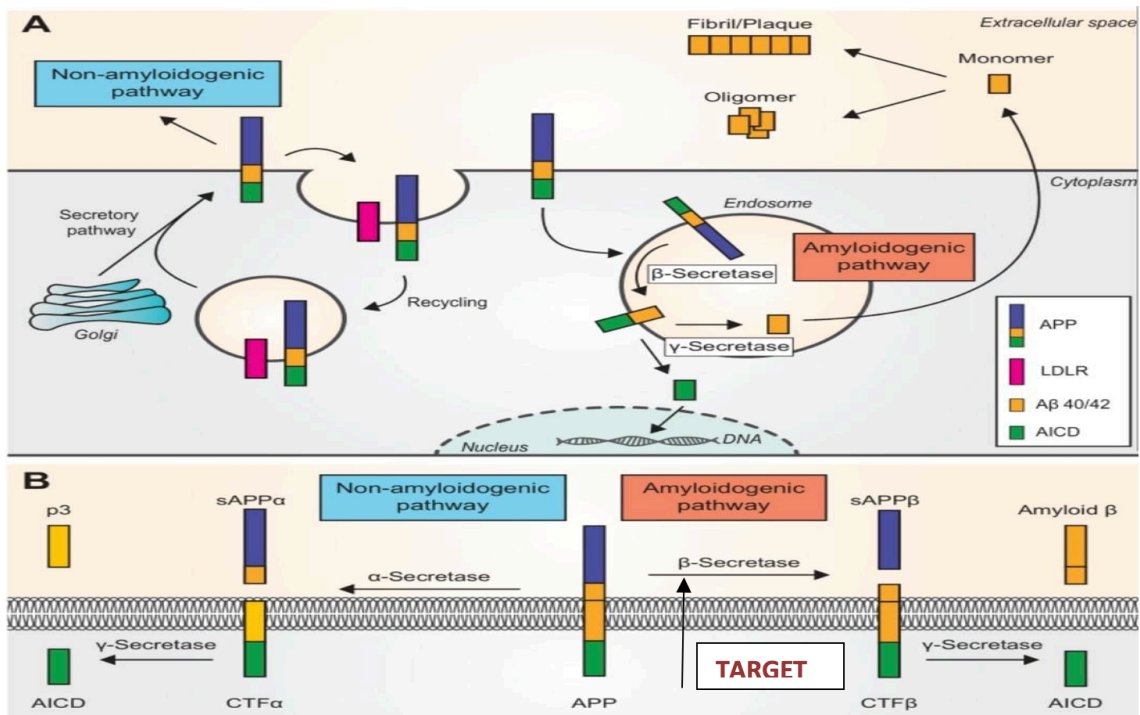 A
Fibril/Plaque
Extracellular space
Monomer
Non-amyloidogenic
pathway
Oligomer
Cytoplasm
Secretory
pathway
Endosome
Amyloidogenic
pathway
β-Secretase
Recycling
Golgi
γ-Secretase
APP
LDLR
Aβ 40/42
AICD
Nucleus
DNA
B
Non-amyloidogenic
pathway
Amyloidogenic
pathway
p3
sAPPα
sAPPβ
Amyloid β
α-Secretase
β-Secretase
γ-Secretase
TARGET
γ-Secretase
AICD
CTFα
APP
CTFβ
AICD